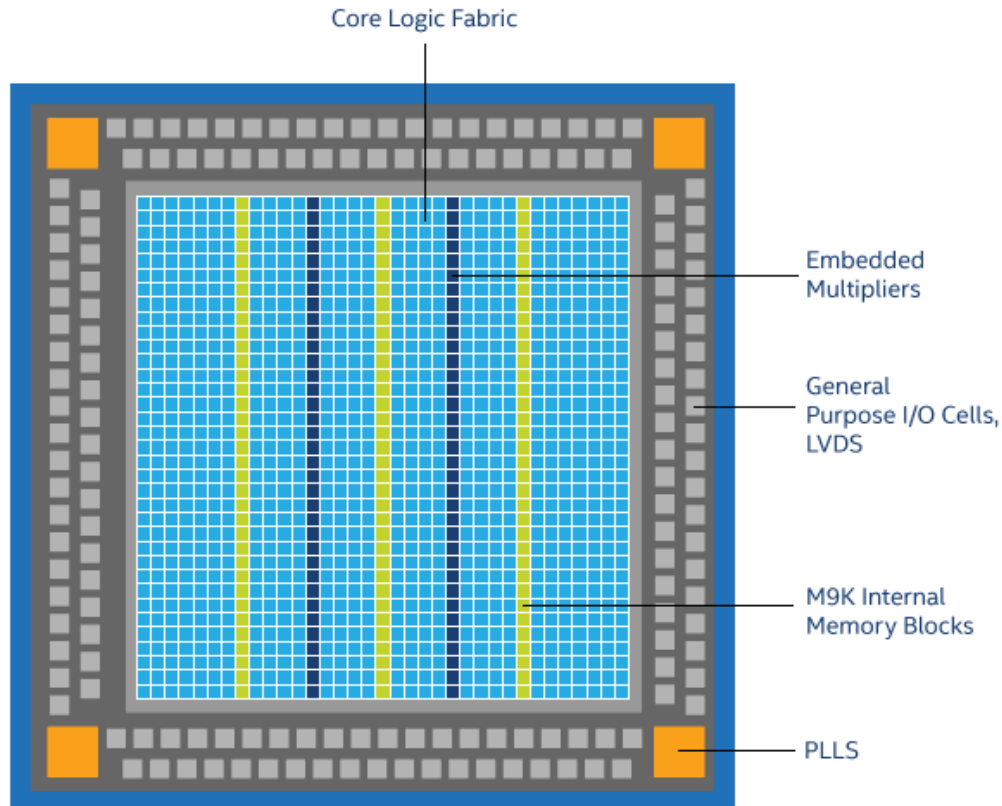 Core Logic Fabric
Embedded
Multipliers
General
Purpose I/O Cells,
LVDS
M9K Internal
Memory Blocks
PLLS